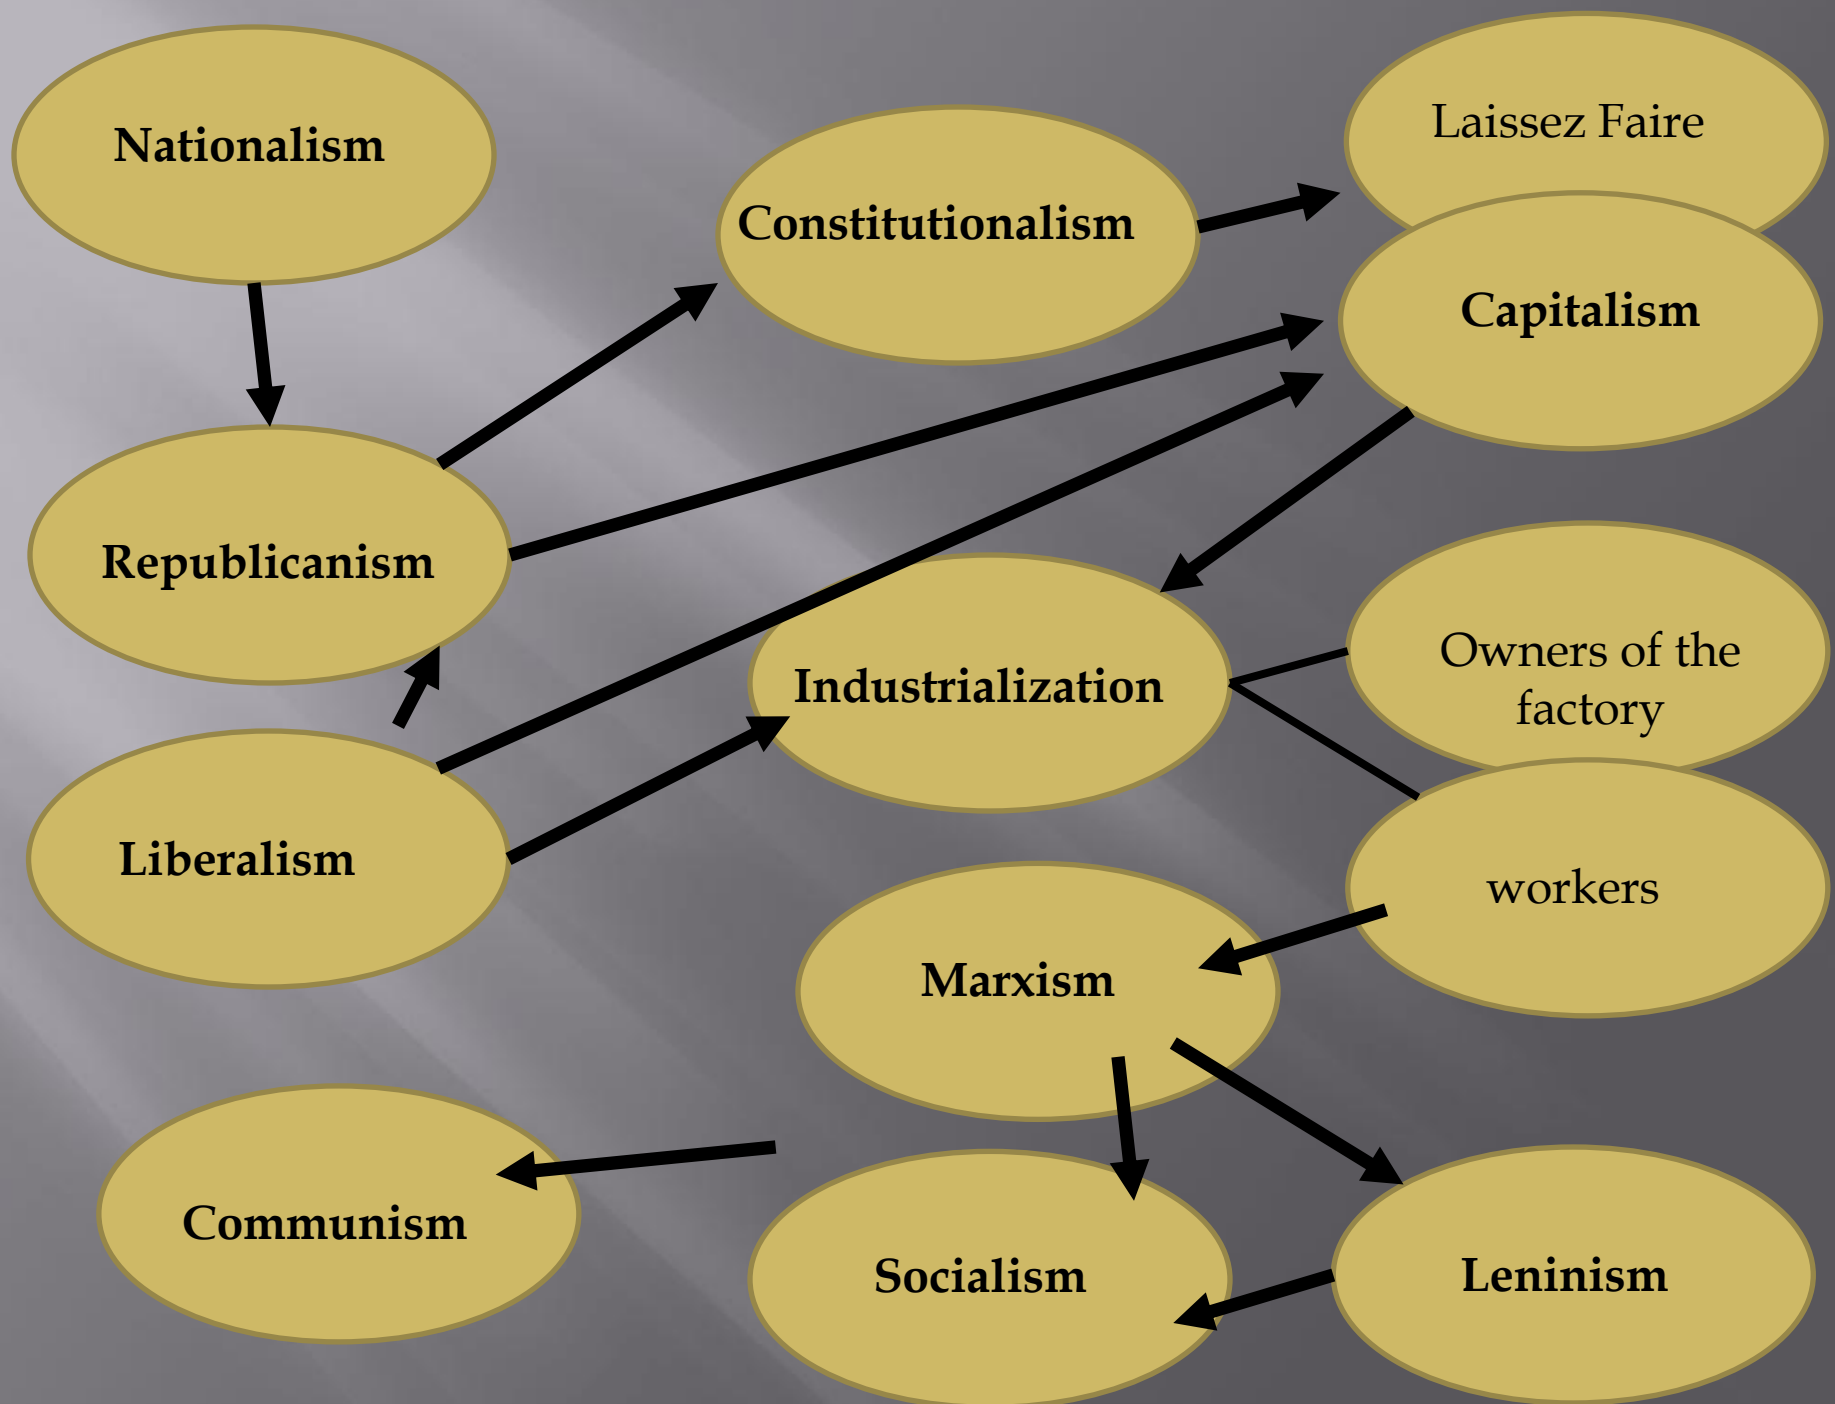 Nationalism
Constitutionalism
Laissez Faire
Capitalism
Republicanism
Industrialization
Owners of the
factory
Liberalism
workers
Marxism
Communism
Socialism
Leninism